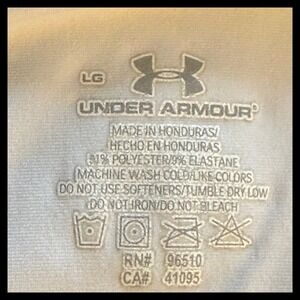 LG
UNDER ARMOUR®
MADE IN HONDURAS/
HECHO EN HONDURAS
91% POLYESTER/9% ELASTANE
MACHINE WASH COLD/LIKE COLORS
DO NOT USE SOFTENERS/TUMBLE DRY LOW
DO NOT IRON/DO NOT BLEACH
RN# 96510
CA# 41095